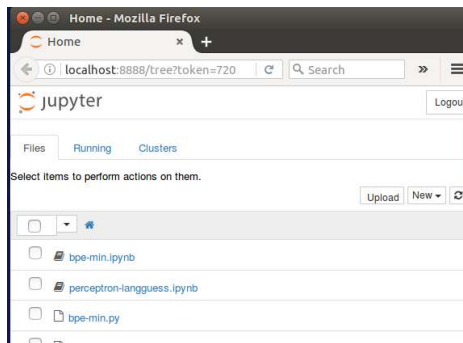 Home - Mozilla Firefox
Home × +
localhost:8888/tree?token=720 Search »
jupyter Logou
Files Running Clusters
Select items to perform actions on them.
Upload New
bpe-min.ipynb
perceptron-langguess.ipynb
bpe-min.py